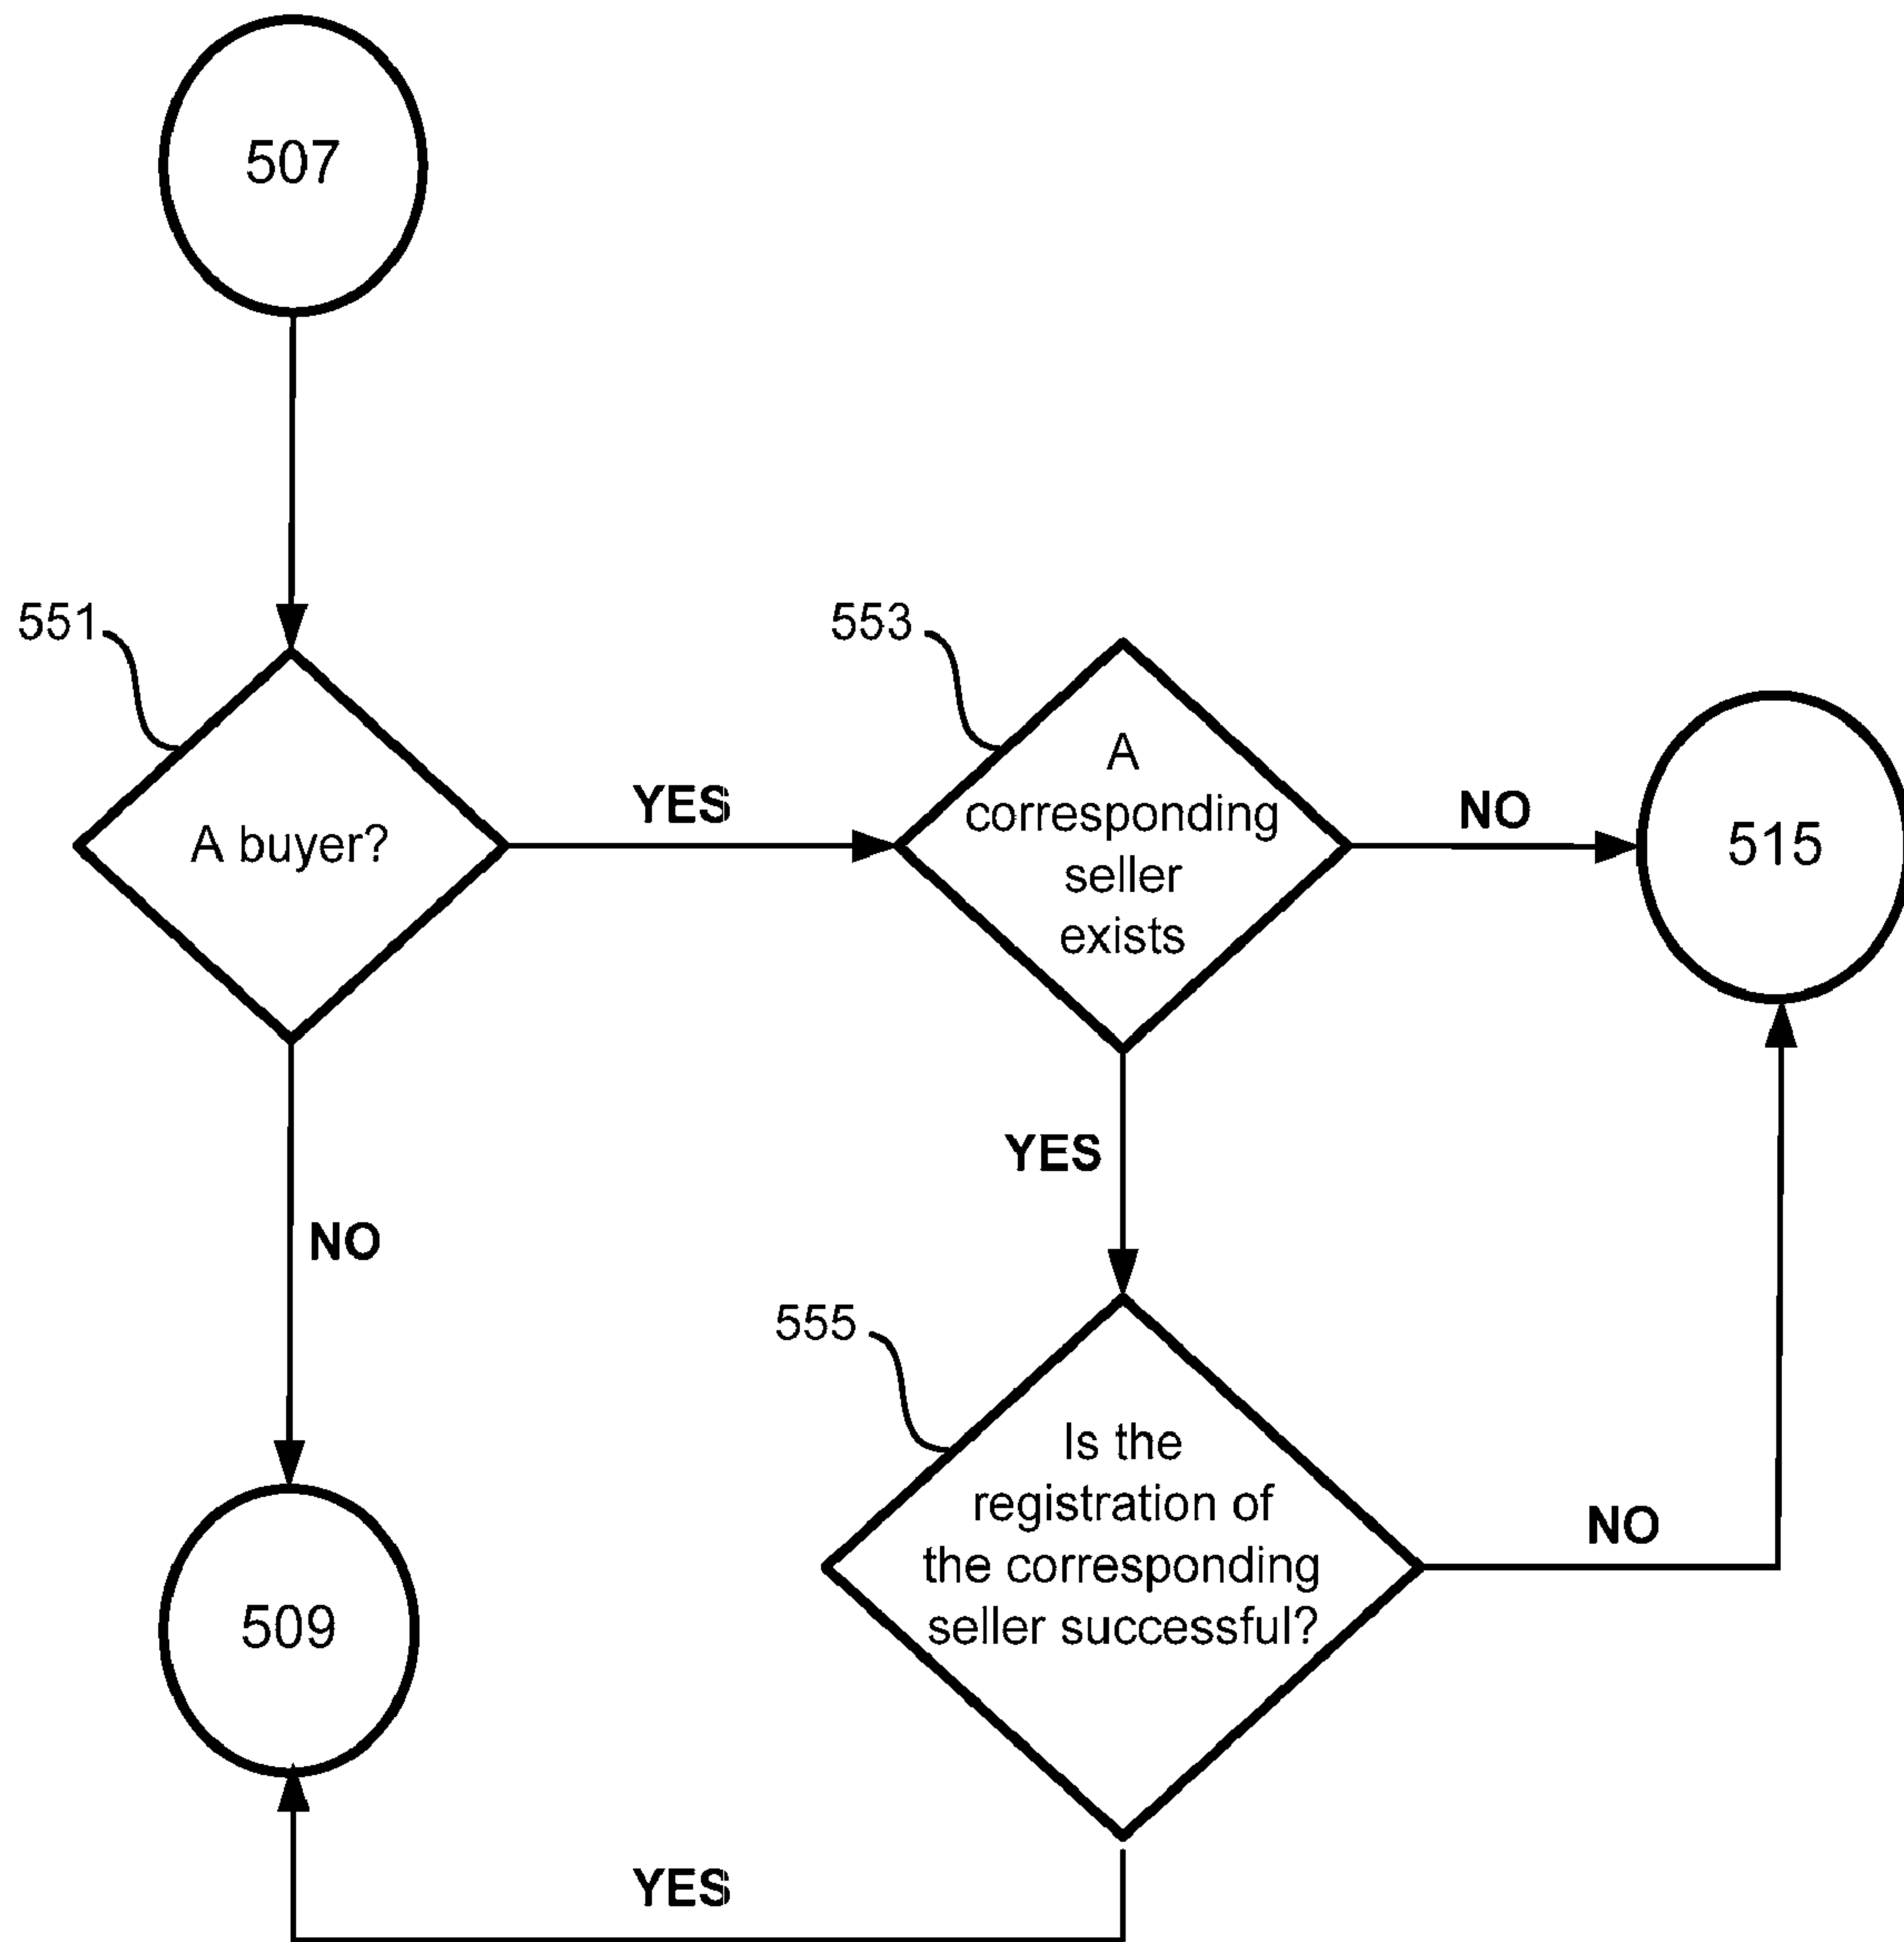 507
551
A buyer?
YES
553
A
corresponding
seller
exists
NO
515
YES
NO
555
Is the
registration of
the corresponding
seller successful?
NO
509
YES